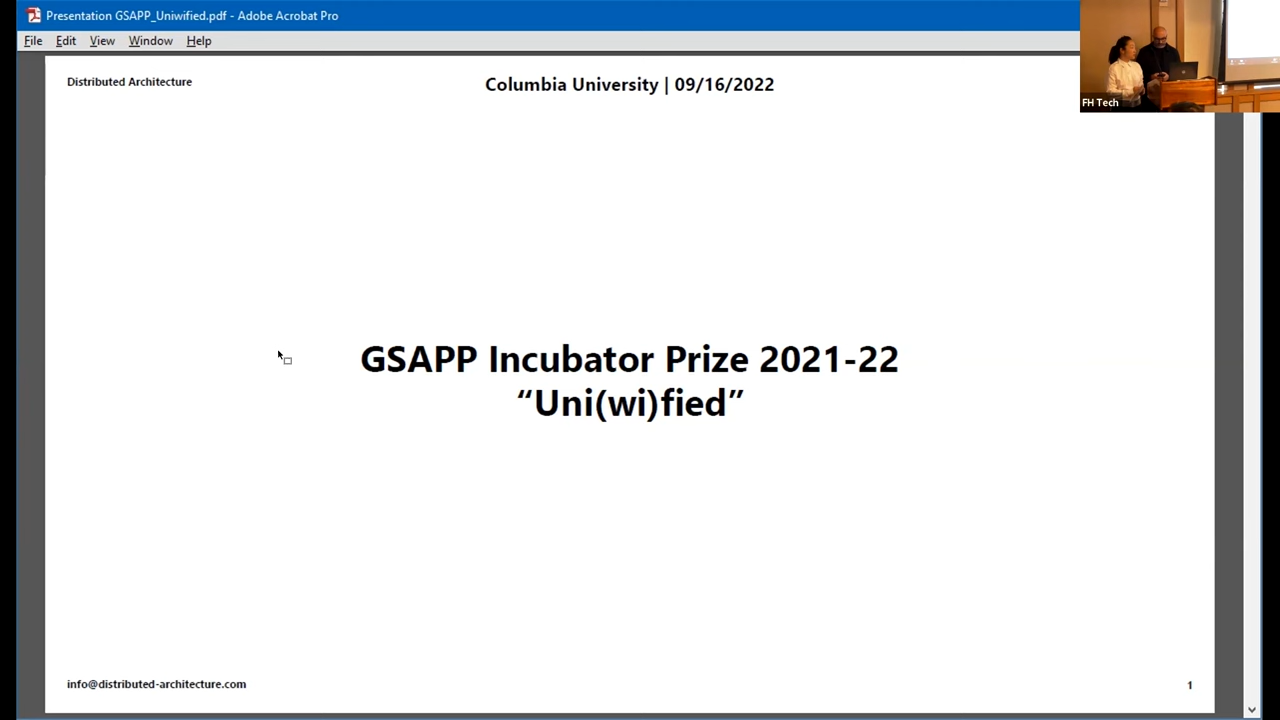 Presentation GSAPP_Uniwified.pdf - Adobe Acrobat Pro
File Edit View Window Help
Distributed Architecture
Columbia University | 09/16/2022
FH Tech
GSAPP Incubator Prize 2021-22
“Uni(wi)fied”
info@distributed-architecture.com
1